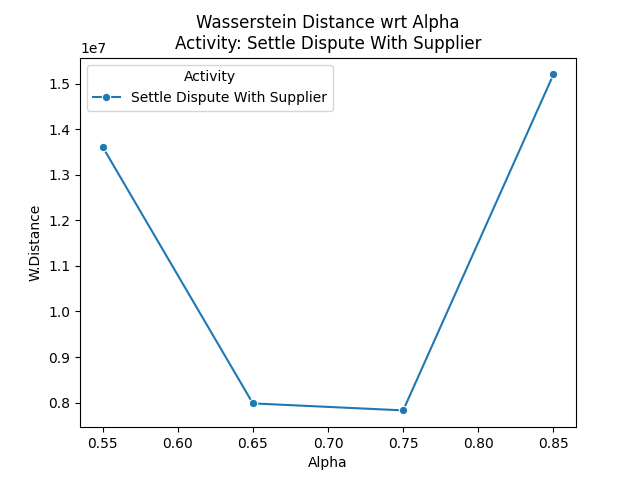 Wasserstein Distance wrt Alpha
Activity: Settle Dispute With Supplier
1e7
Activity
Settle Dispute With Supplier
1.5
1.4
1.3
1.2
1.1
1.0
0.9
0.8
W.Distance
0.55 0.60 0.65 0.70 0.75 0.80 0.85
Alpha